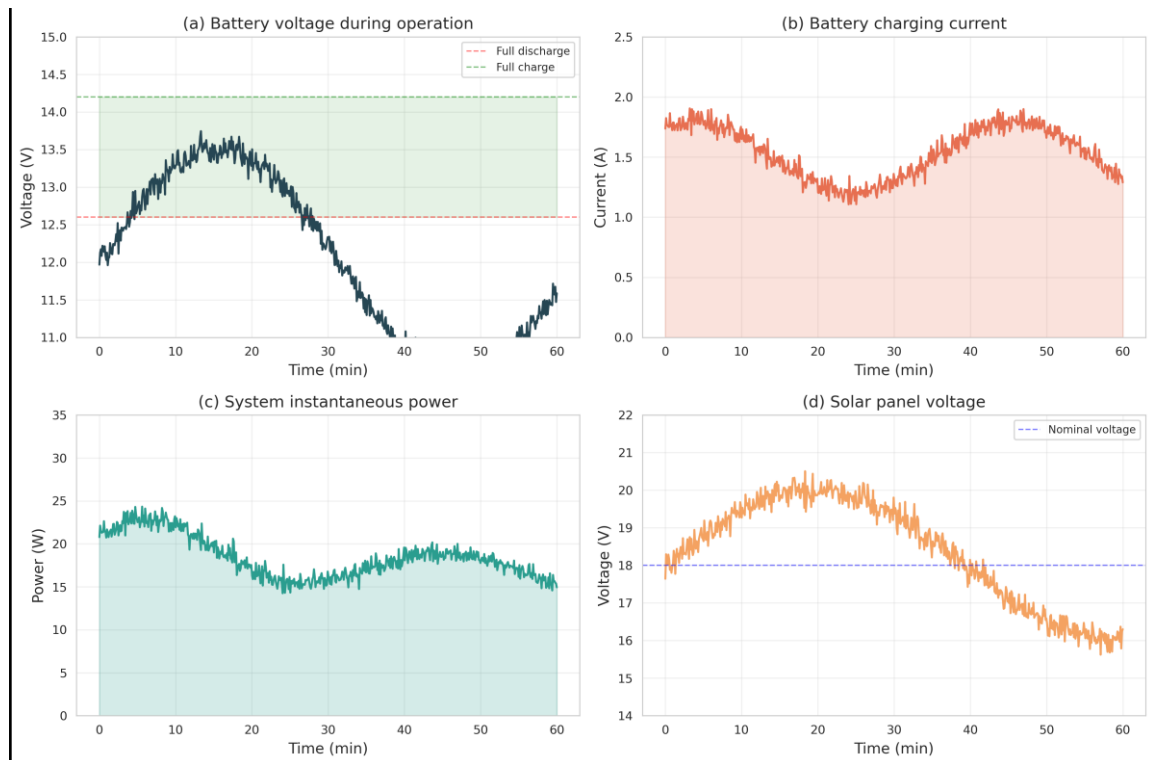 (a) Battery voltage during operation
Voltage (V)
15.0
14.5
14.0
13.5
13.0
12.5
12.0
11.5
11.0
Full discharge
Full charge
0 10 20 30 40 50 60
Time (min)
(b) Battery charging current
Current (A)
2.5
2.0
1.5
1.0
0.5
0.0
0 10 20 30 40 50 60
Time (min)
(c) System instantaneous power
Power (W)
35
30
25
20
15
10
5
0
0 10 20 30 40 50 60
Time (min)
(d) Solar panel voltage
Voltage (V)
22
21
20
19
18
17
16
15
14
Nominal voltage
0 10 20 30 40 50 60
Time (min)